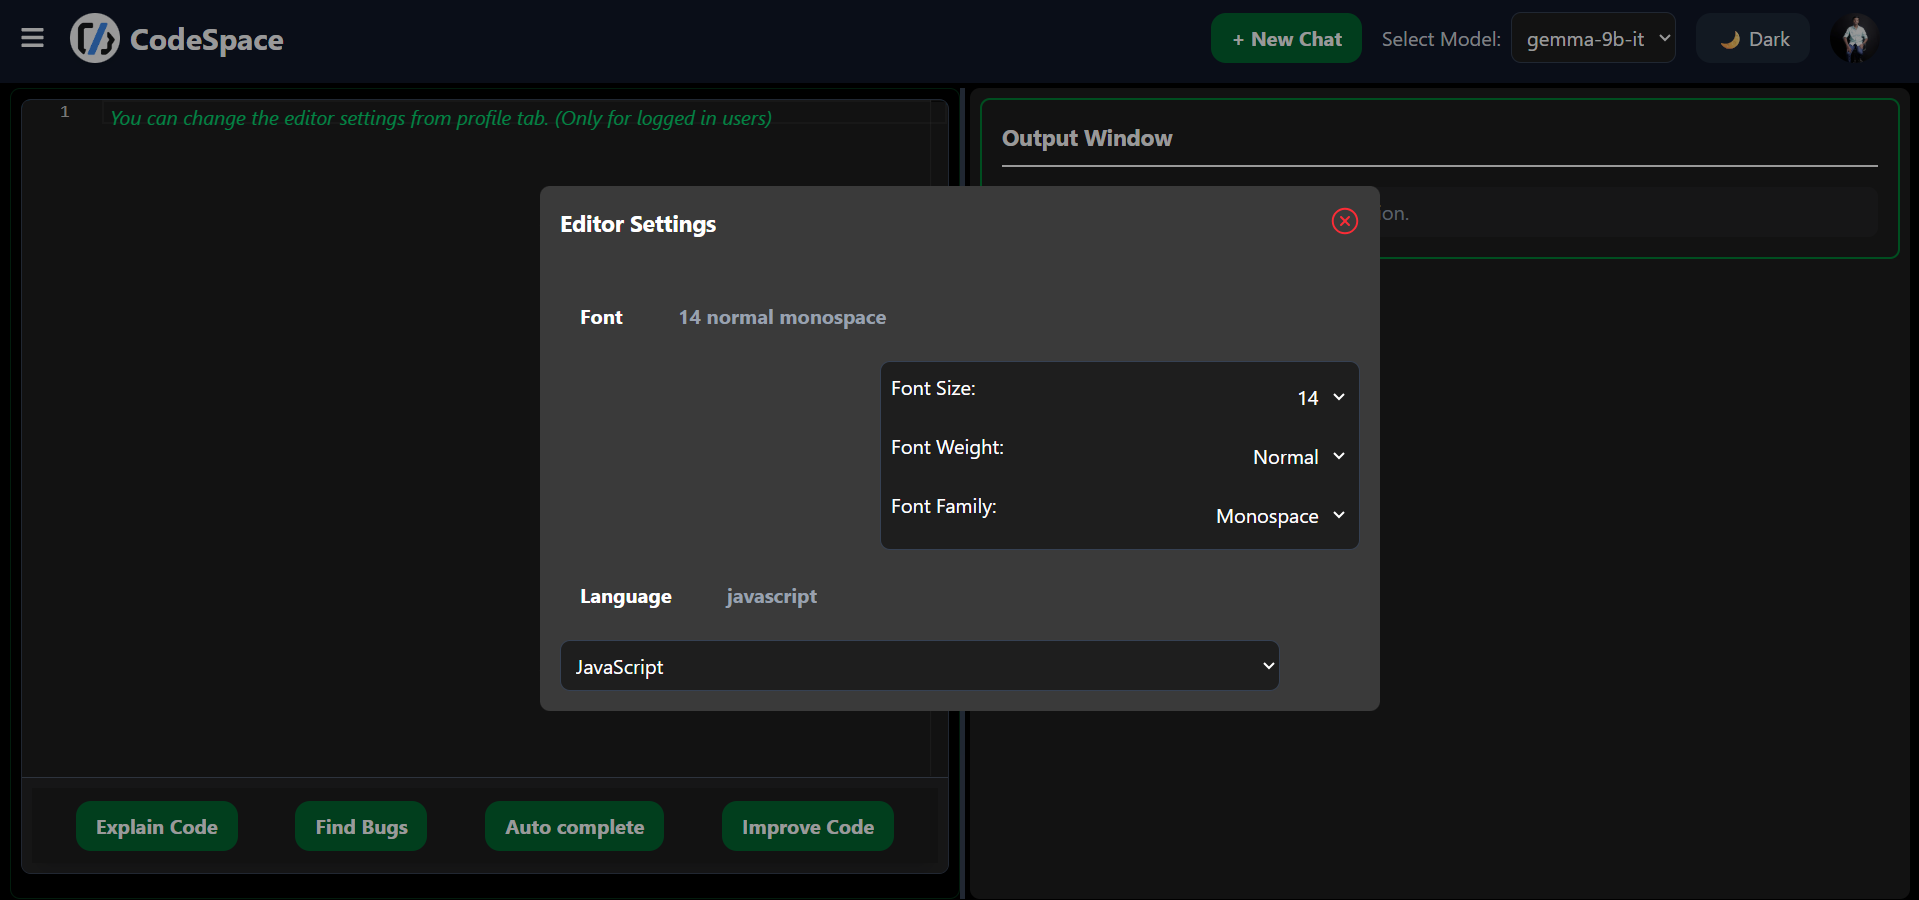 CodeSpace
+ New Chat
Select Model:
gemma-9b-it
🌙 Dark
1
You can change the editor settings from profile tab. (Only for logged in users)
Output Window
ion.
Editor Settings
Font
14 normal monospace
Font Size:
14
Font Weight:
Normal
Font Family:
Monospace
Language
javascript
JavaScript
Explain Code
Find Bugs
Auto complete
Improve Code